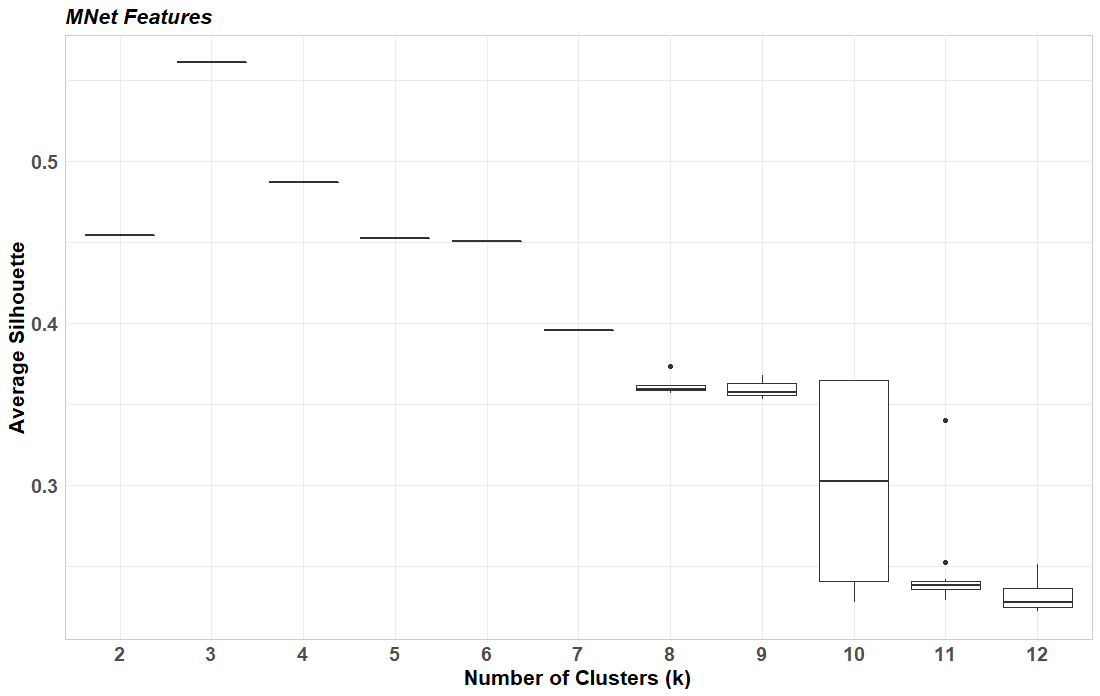 MNet Features
Average Silhouette
0.5
0.4
0.3
2 3 4 5 6 7 8 9 10 11 12
Number of Clusters (k)